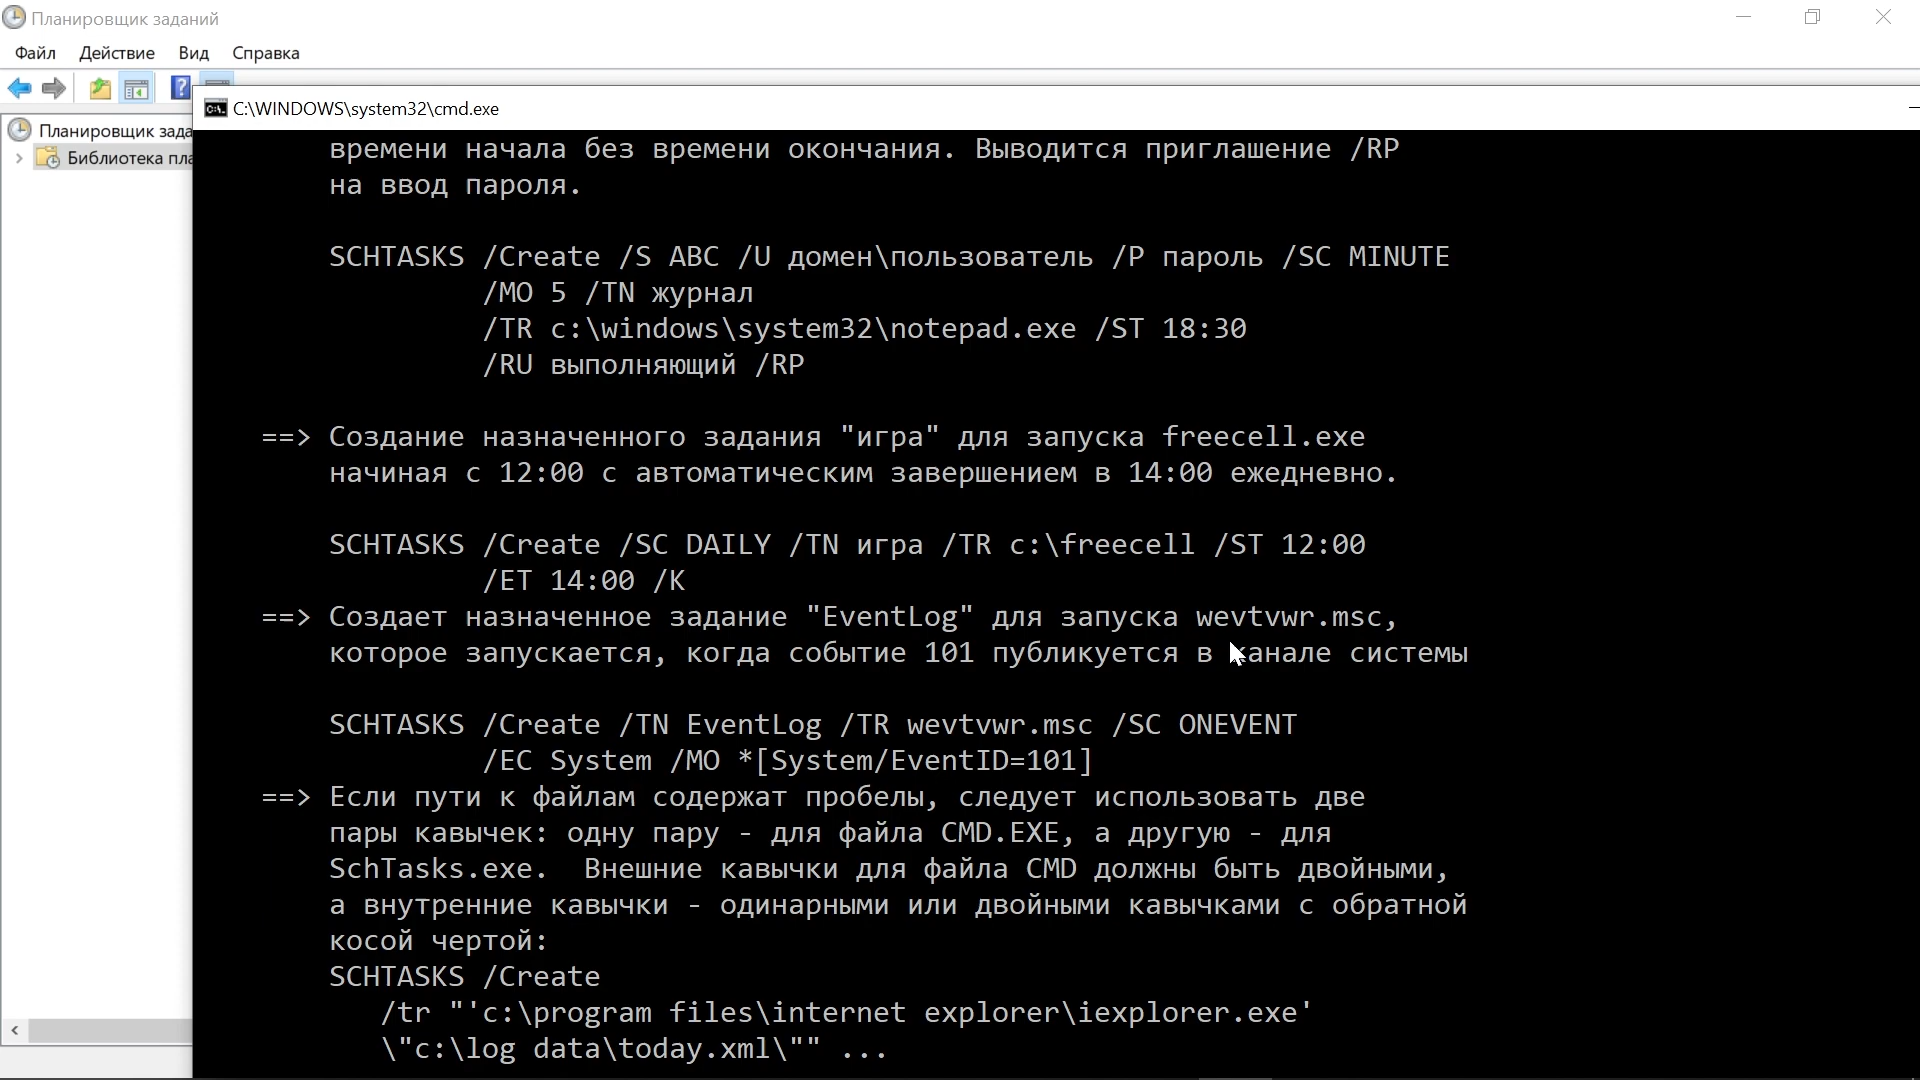 Планировщик заданий
Файл Действие Вид Справка
C:\WINDOWS\system32\cmd.exe
Планировщик зада
Библиотека пла
времени начала без времени окончания. Выводится приглашение /RP
на ввод пароля.
SCHTASKS /Create /S ABC /U домен\пользователь /P пароль /SC MINUTE
/MO 5 /TN журнал
/TR c:\windows\system32\notepad.exe /ST 18:30
/RU выполняющий /RP
==> Создание назначенного задания "игра" для запуска freecell.exe
начиная с 12:00 с автоматическим завершением в 14:00 ежедневно.
SCHTASKS /Create /SC DAILY /TN игра /TR c:\freecell /ST 12:00
/ET 14:00 /K
==> Создает назначенное задание "EventLog" для запуска wevtvwr.msc,
которое запускается, когда событие 101 публикуется в канале системы
SCHTASKS /Create /TN EventLog /TR wevtvwr.msc /SC ONEVENT
/EC System /MO *[System/EventID=101]
==> Если пути к файлам содержат пробелы, следует использовать две
пары кавычек: одну пару - для файла CMD.EXE, а другую - для
SchTasks.exe.  Внешние кавычки для файла CMD должны быть двойными,
а внутренние кавычки - одинарными или двойными кавычками с обратной
косой чертой:
SCHTASKS /Create
/tr "'c:\program files\internet explorer\iexplorer.exe'
\"c:\log data\today.xml\"" ...